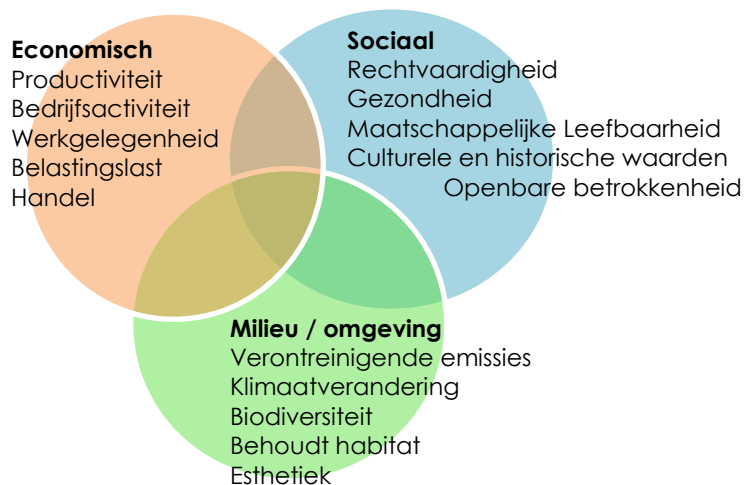 Economisch
Productiviteit
Bedrijfsactiviteit
Werkgelegenheid
Belastingslast
Handel
Sociaal
Rechtvaardigheid
Gezondheid
Maatschappelijke Leefbaarheid
Culturele en historische waarden
Openbare betrokkenheid
Milieu / omgeving
Verontreinigende emissies
Klimaatverandering
Biodiversiteit
Behoudt habitat
Esthetiek